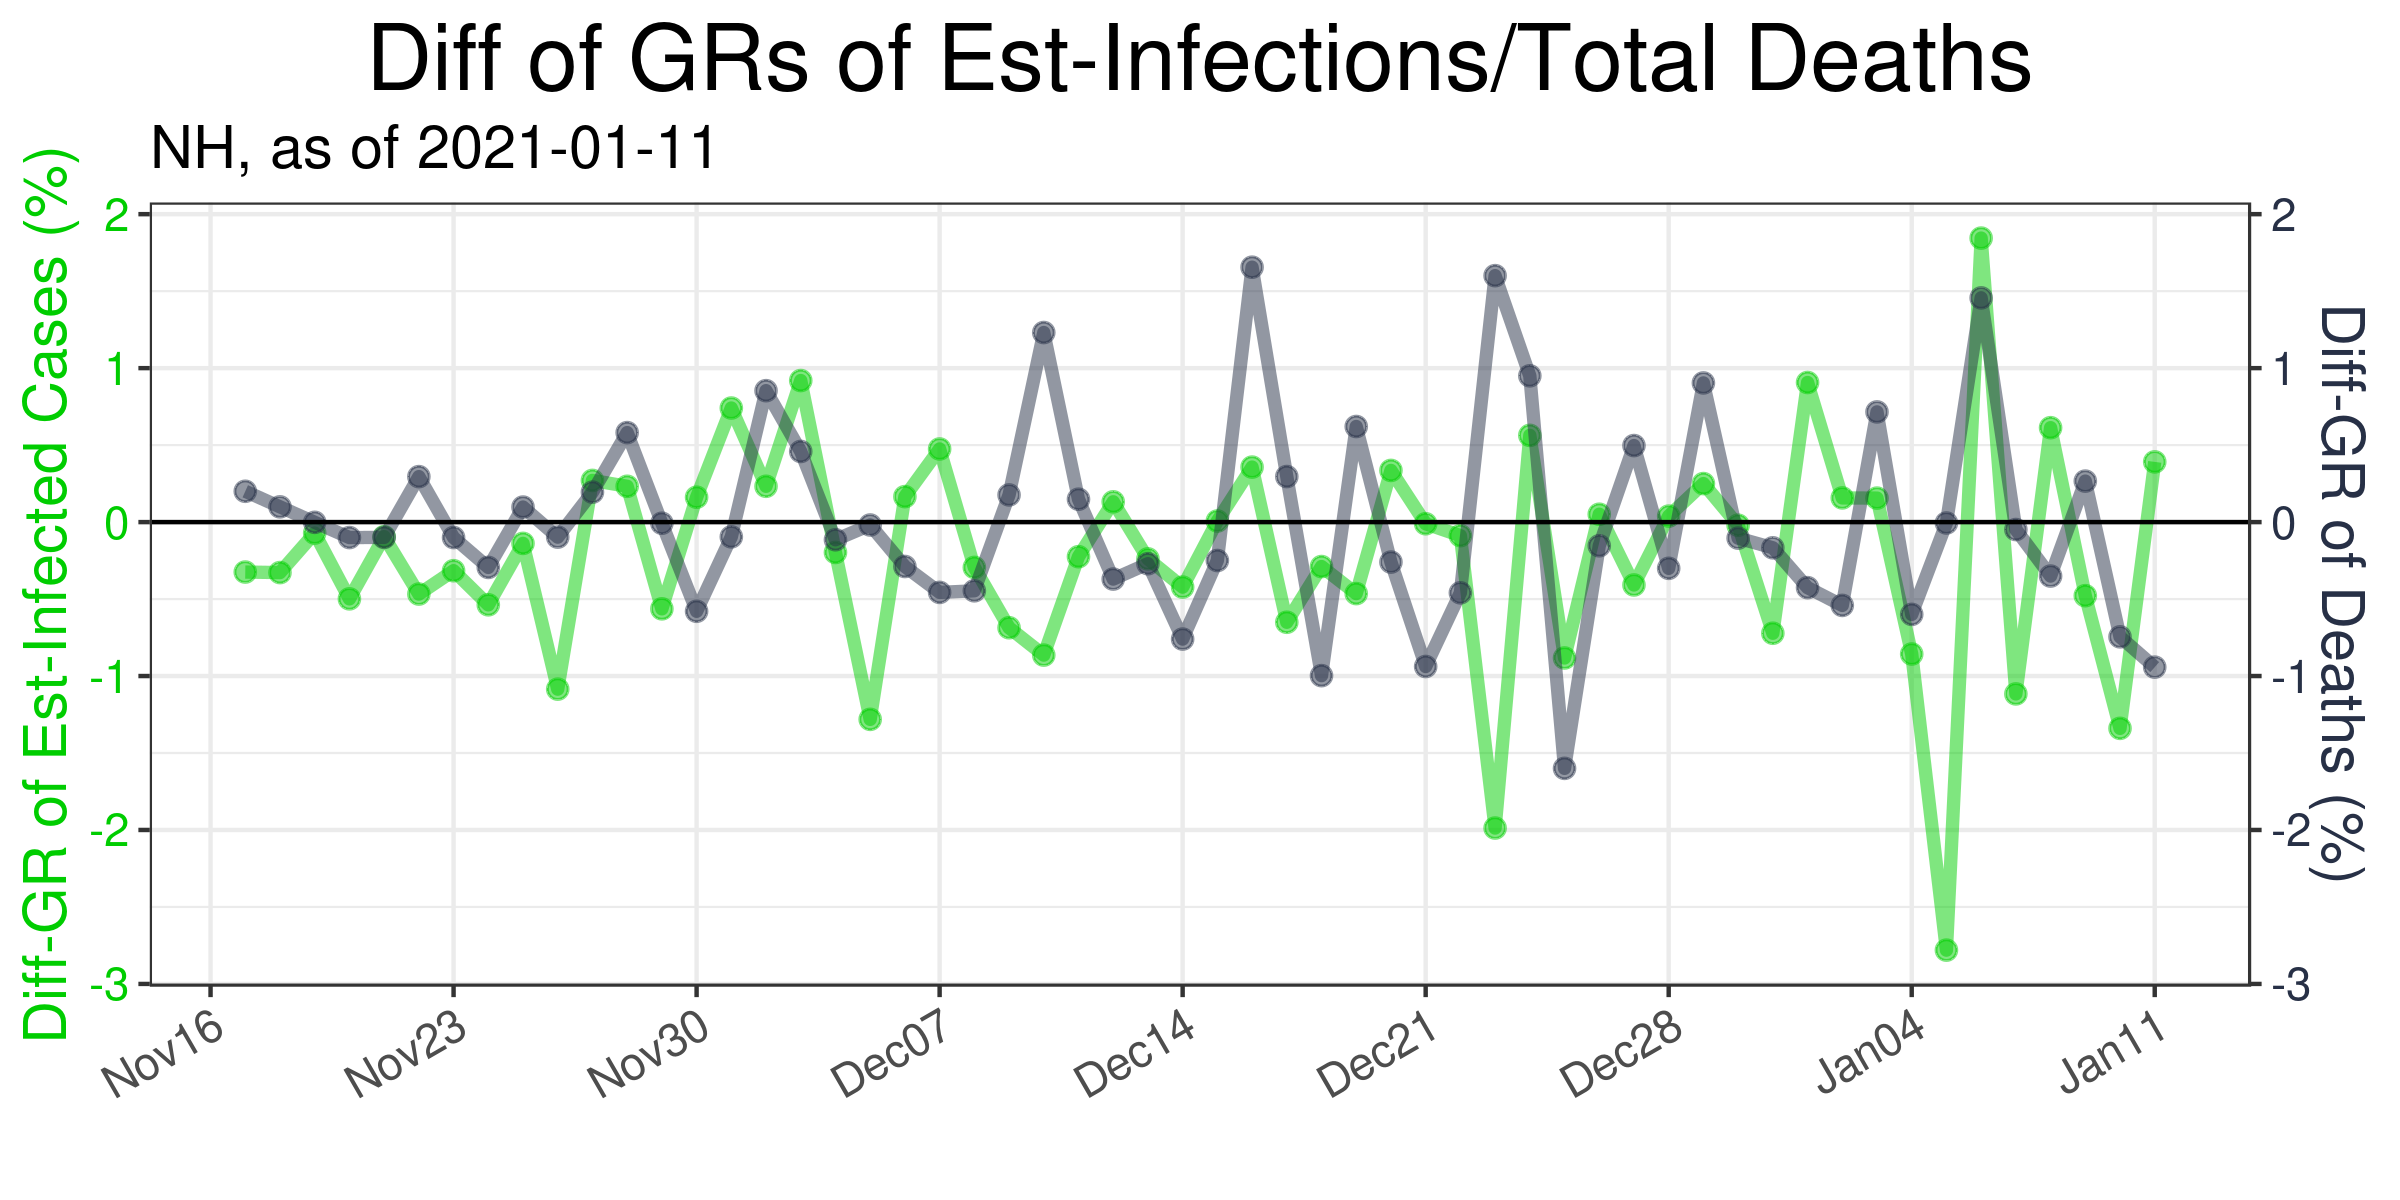 Diff of GRs of Est-Infections/Total Deaths
NH, as of 2021-01-11
Diff-GR of Est-Infected Cases (%)
2
1
0
-1
-2
-3
2
1
0
-1
-2
-3
Diff-GR of Deaths (%)
Nov16
Nov23
Nov30
Dec07
Dec14
Dec21
Dec28
Jan04
Jan11